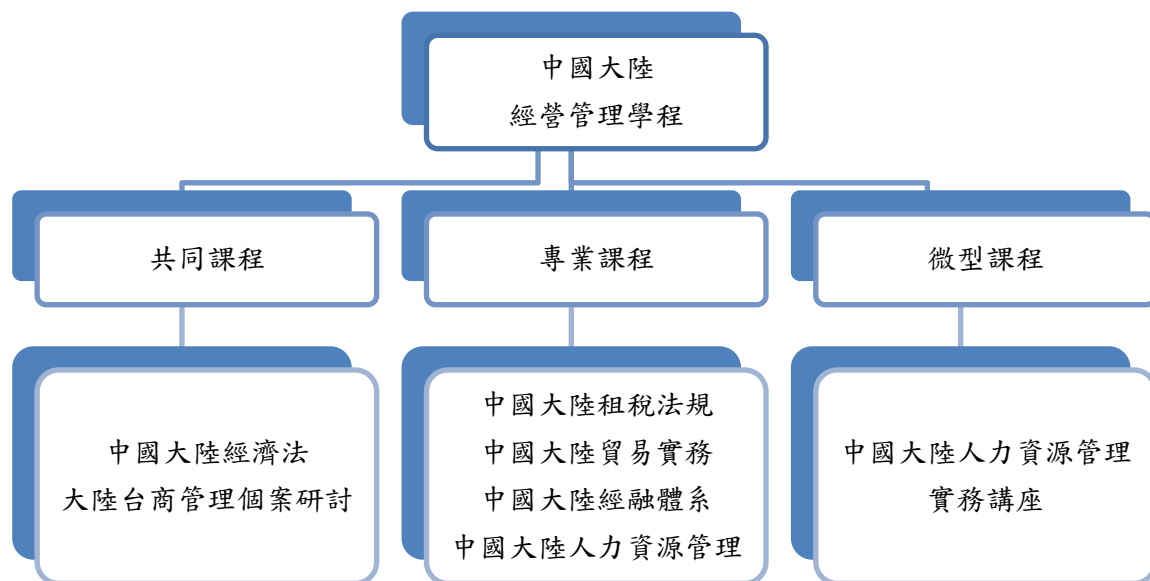 中國大陸
經營管理學程
共同課程
專業課程
微型課程
中國大陸經濟法
大陸台商管理個案研討
中國大陸租稅法規
中國大陸貿易實務
中國大陸經融體系
中國大陸人力資源管理
中國大陸人力資源管理
實務講座